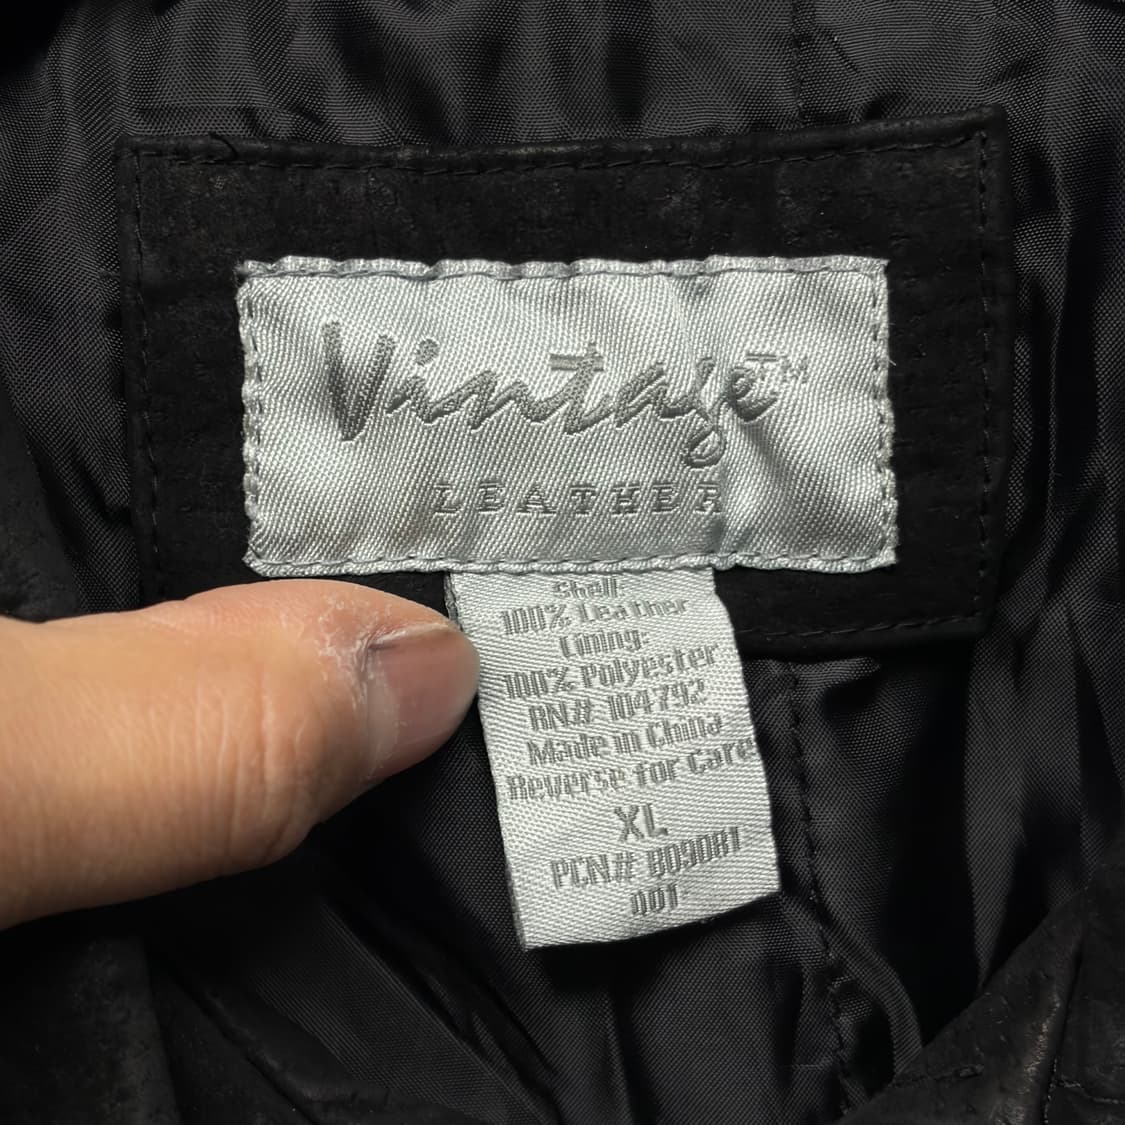 Vintage™
LEATHER
Shell:
100% Leather
Lining:
100% Polyester
RN# 104792
Made in China
Reverse for Care
XL
PCN# B09081
001